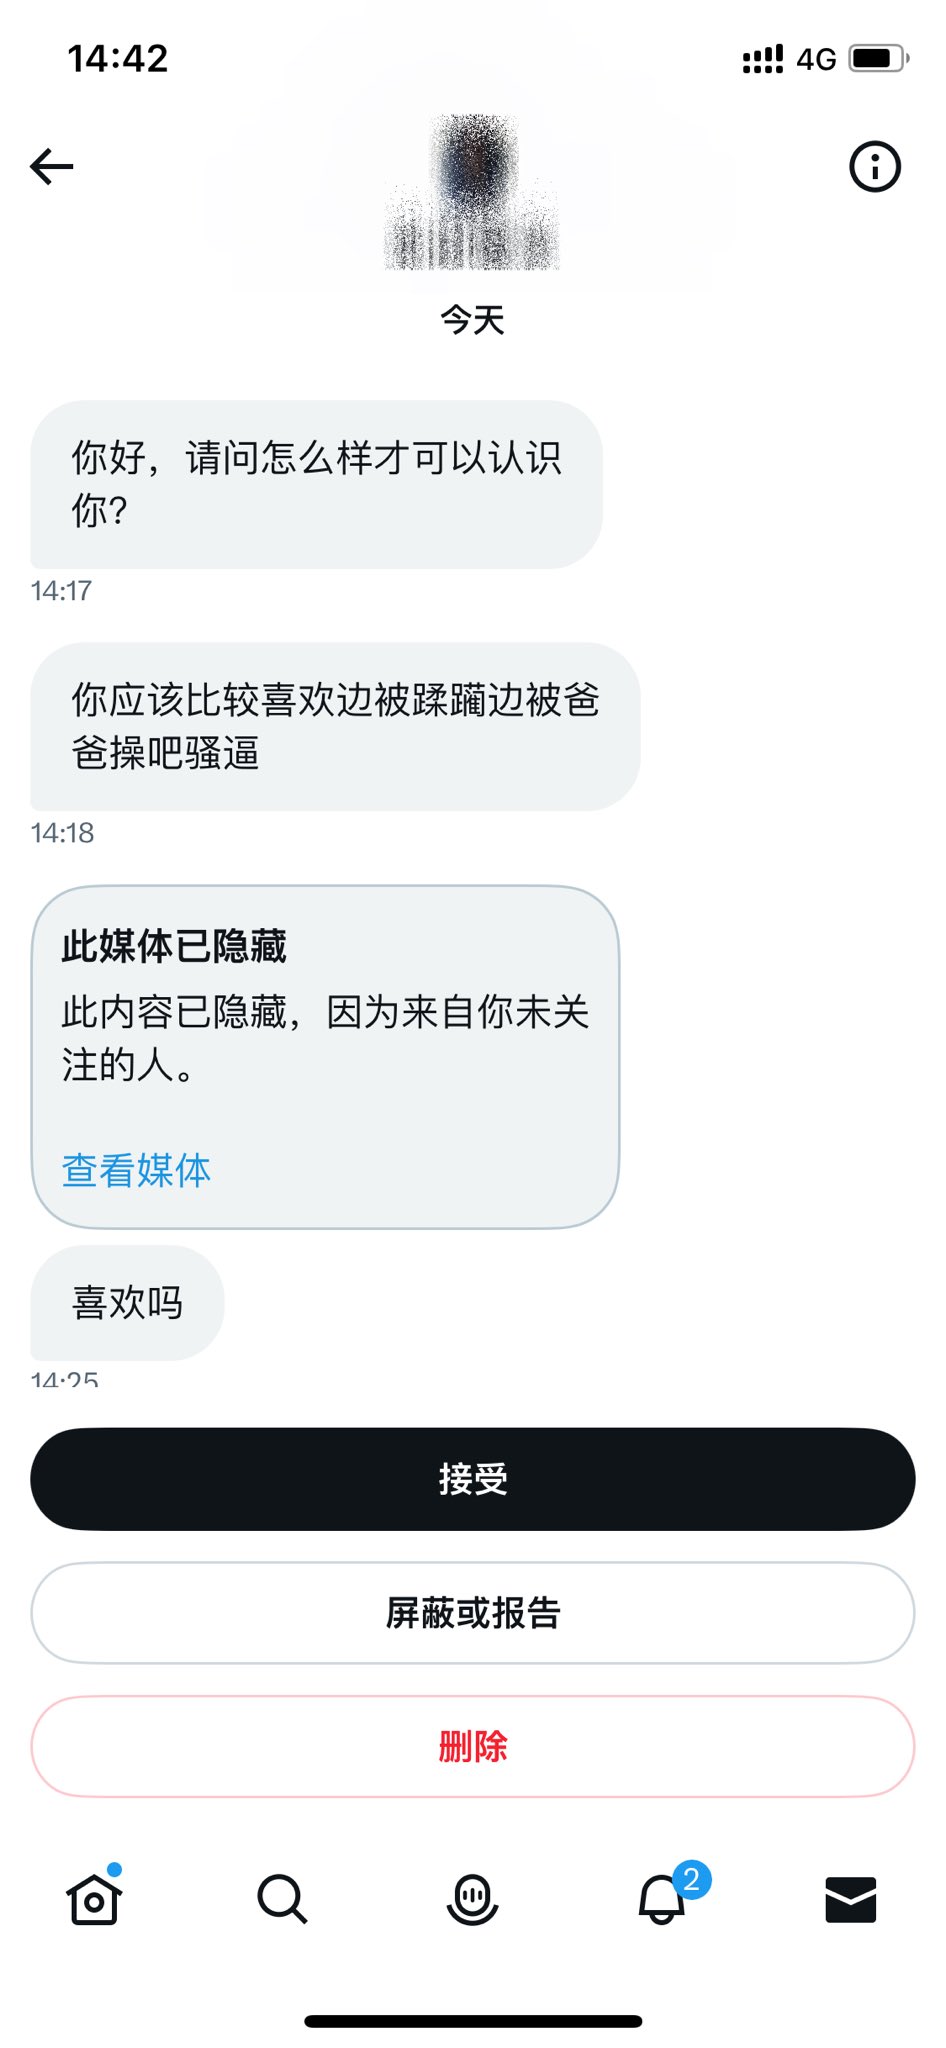 14:42
4G
今天
你好，请问怎么样才可以认识
你?
14:17
你应该比较喜欢边被蹂躏边被爸
爸操吧骚逼
14:18
此媒体已隐藏
此内容已隐藏，因为来自你未关
注的人。
查看媒体
喜欢吗
14:25
接受
屏蔽或报告
删除
2